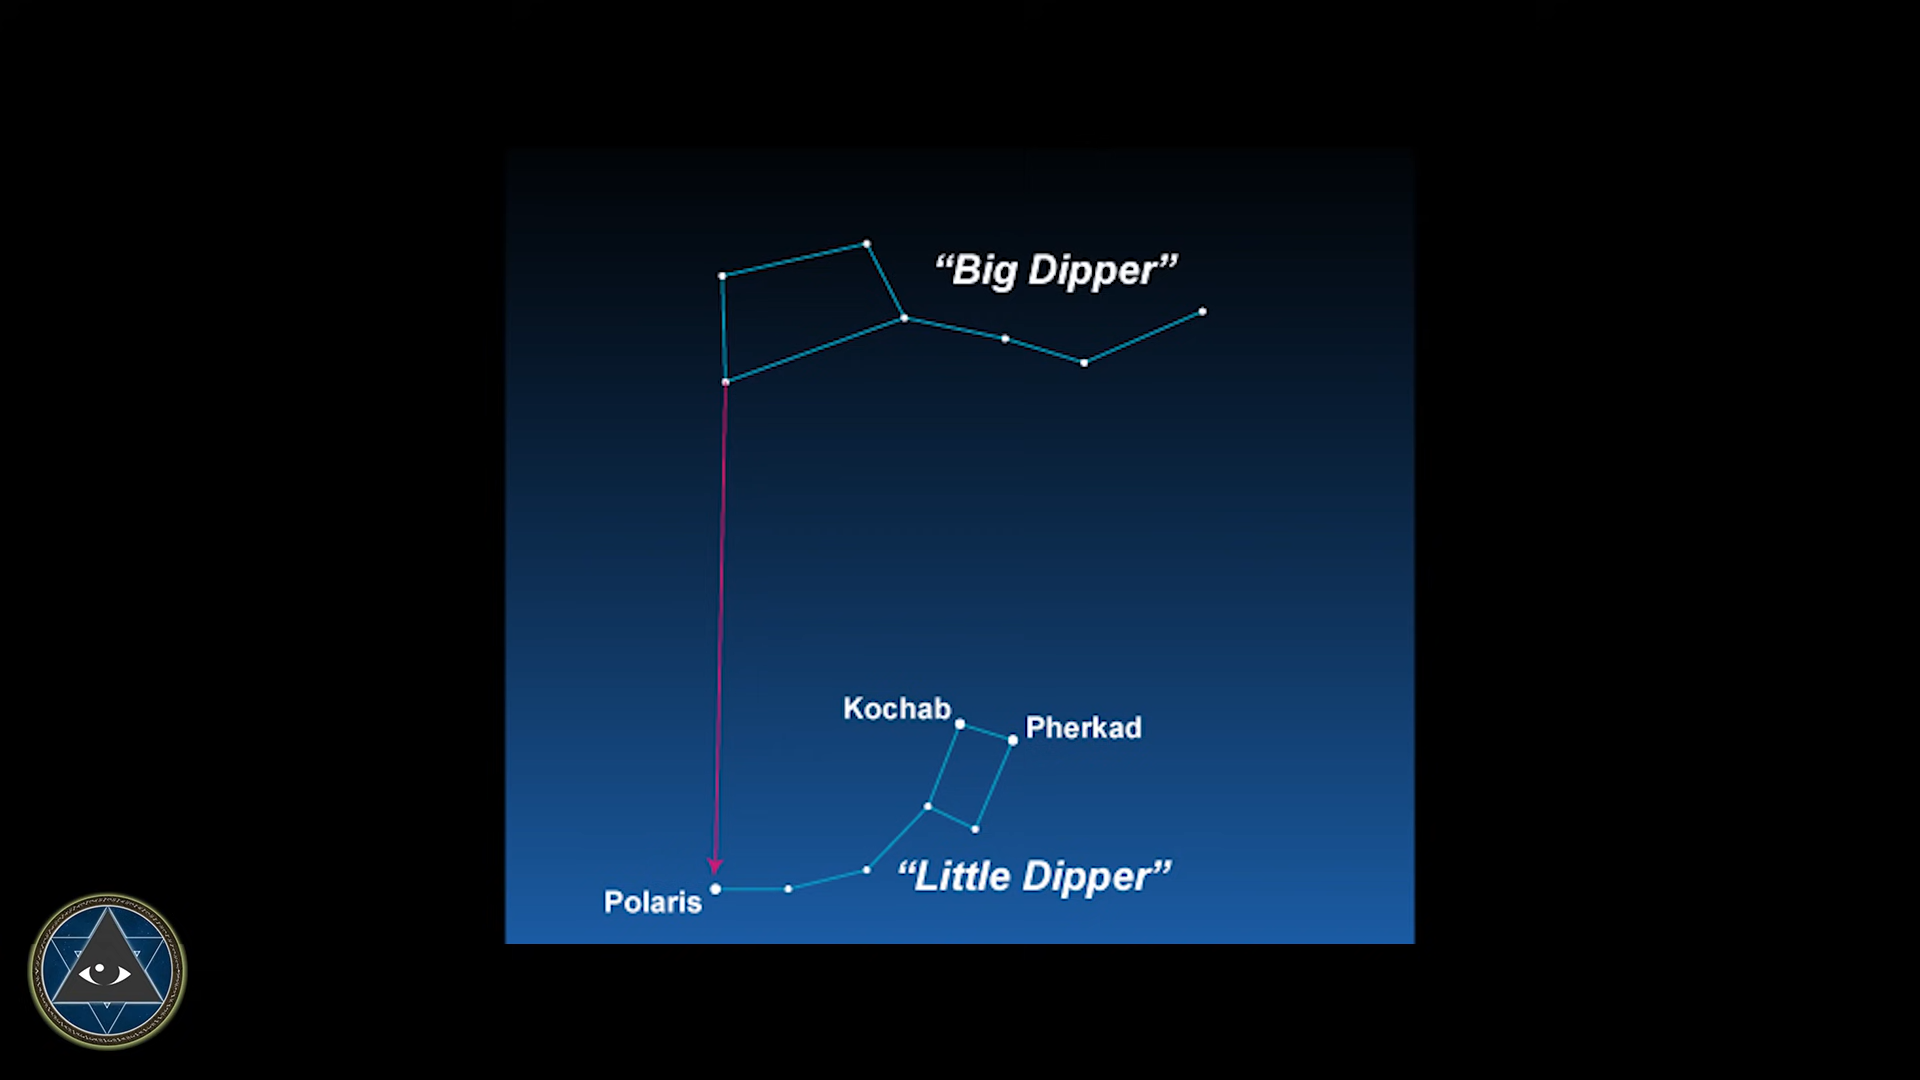 “Big Dipper”
Kochab
Pherkad
“Little Dipper”
Polaris